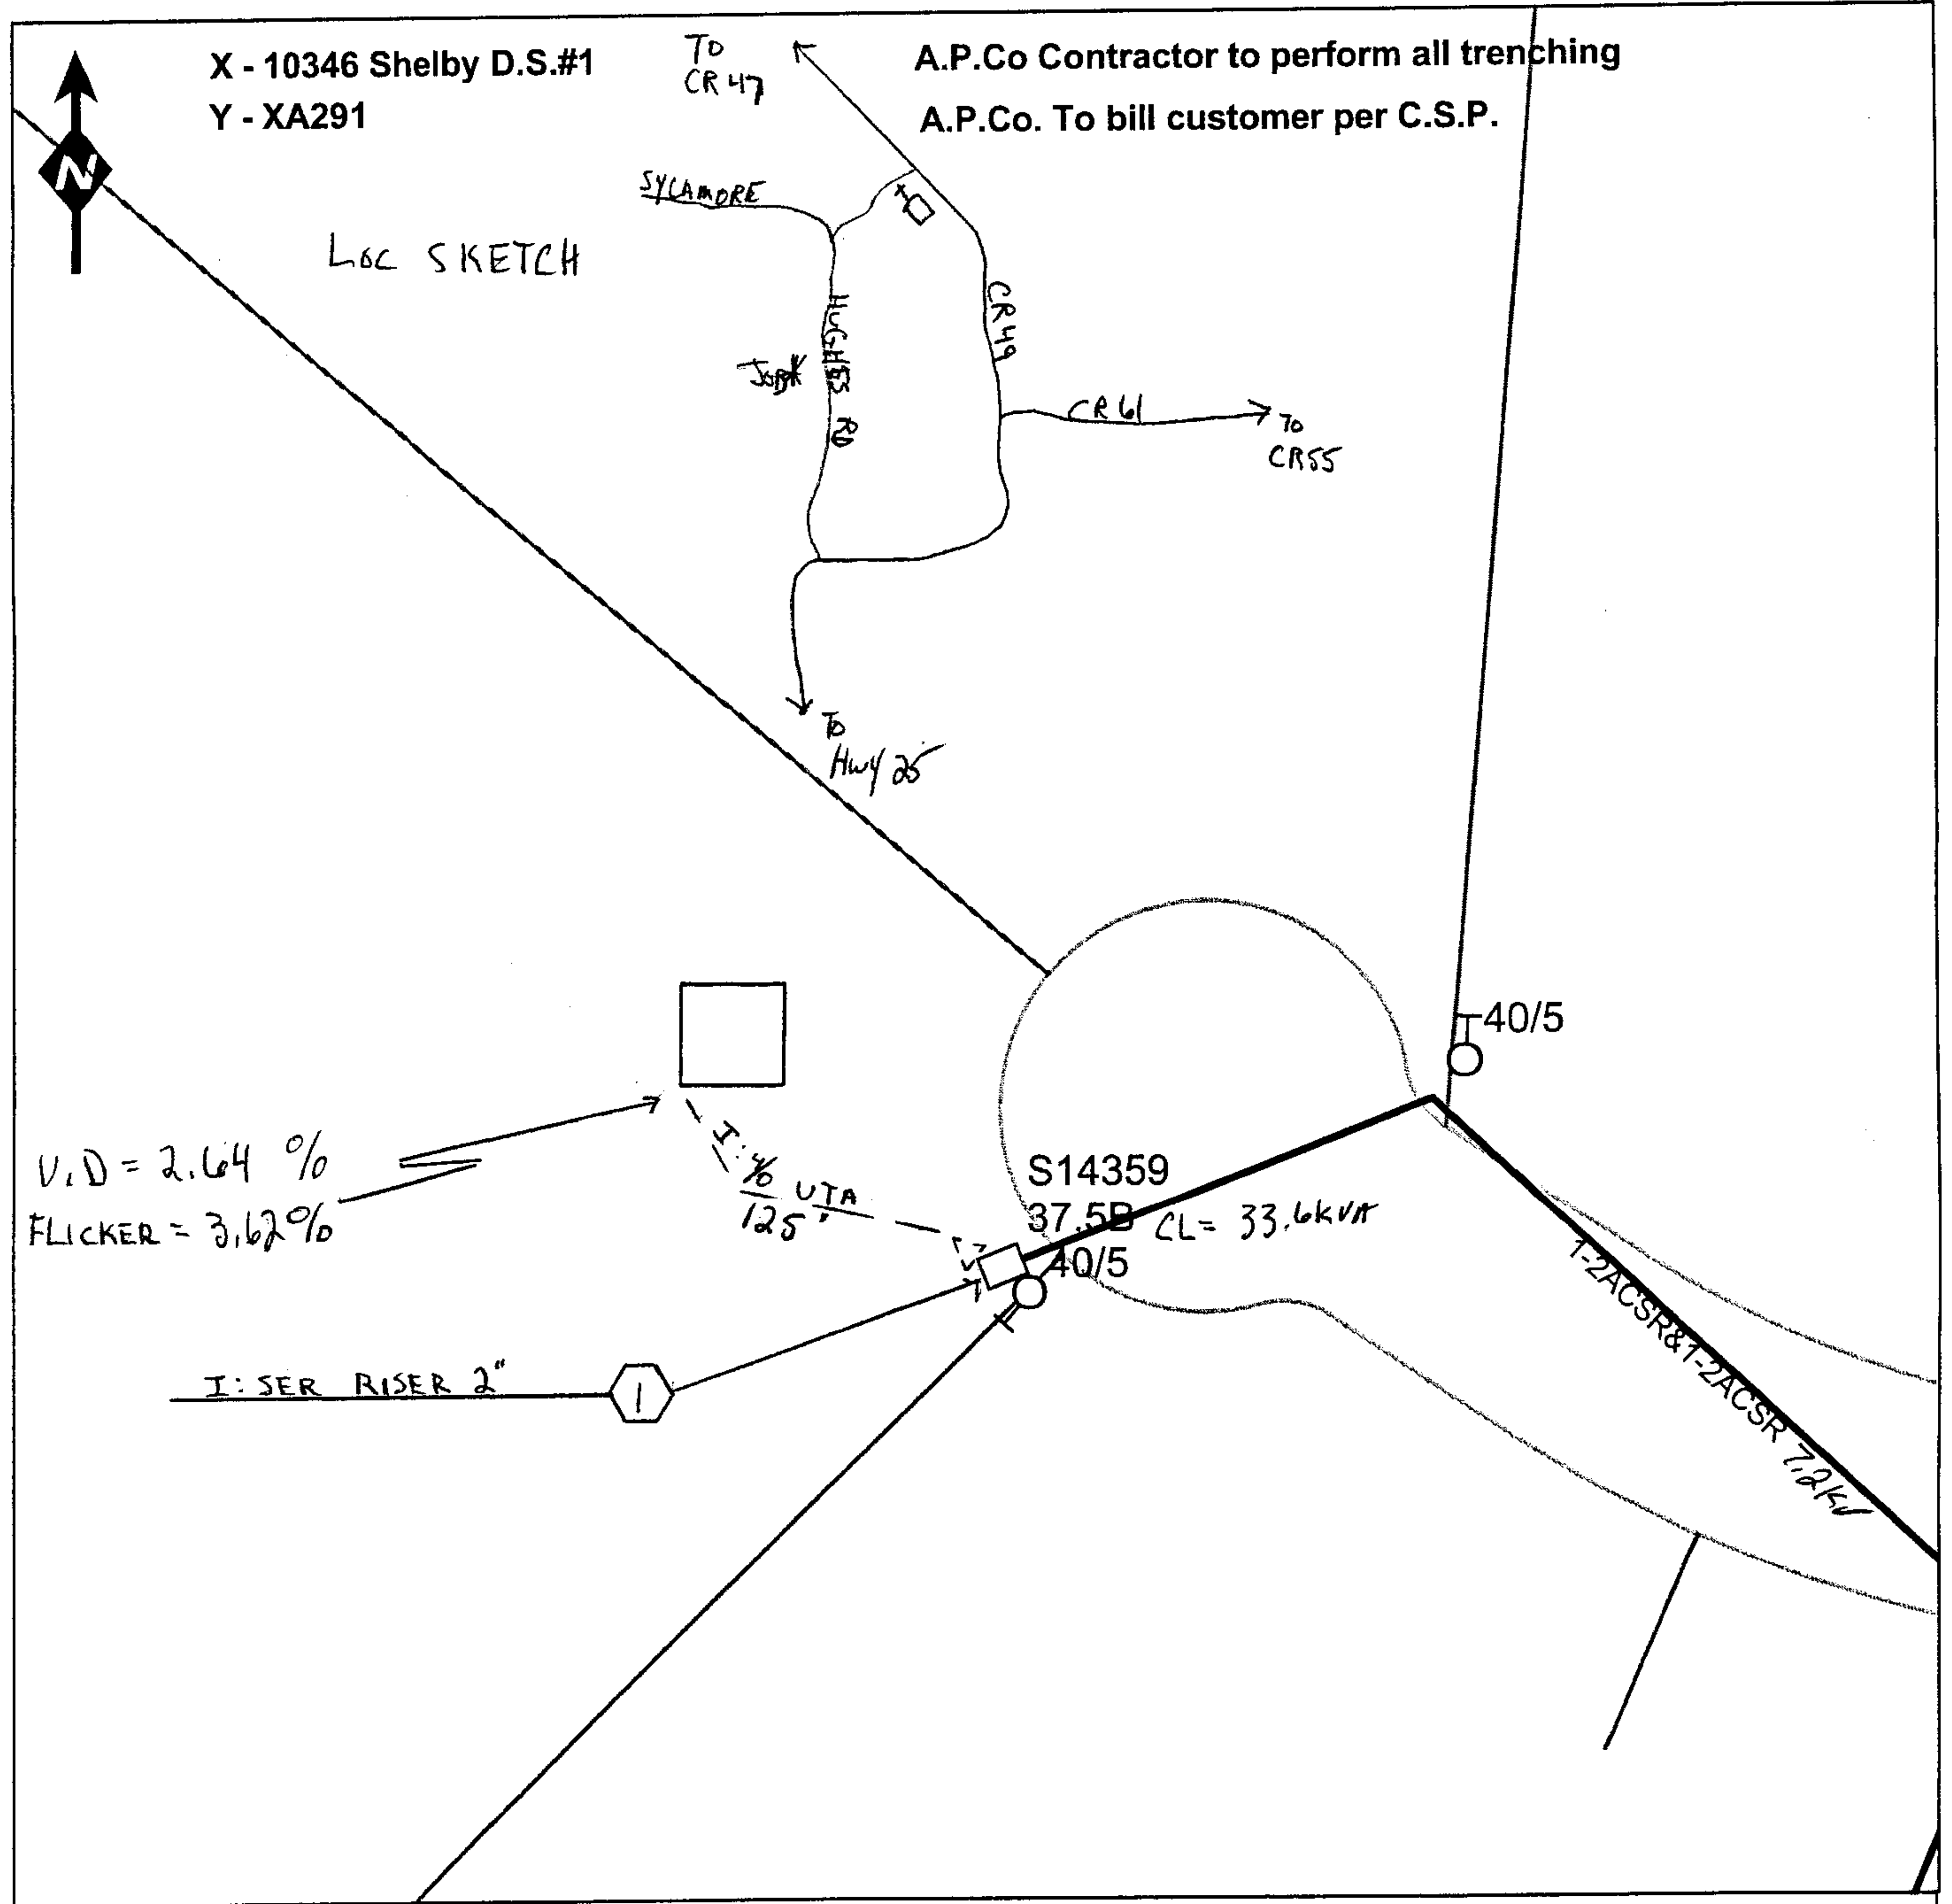 X - 10346 Shelby D.S.#1
Y - XA291
A.P.Co Contractor to perform all trenching
A.P.Co. To bill customer per C.S.P.
N
TO
CR 47
SYCAMORE
X
LOC SKETCH
HUGHES RD
CR 49
CR 61
TO
CR55
To
Hwy 25
40/5
V.D = 2.64 %
FLICKER = 3.62%
I: 4/0 UTA
125'
S14359
37.5B
40/5
CL = 33.6KVA
1-2ACSR&1-2ACSR 7.2KV
I: SER RISER 2"
1